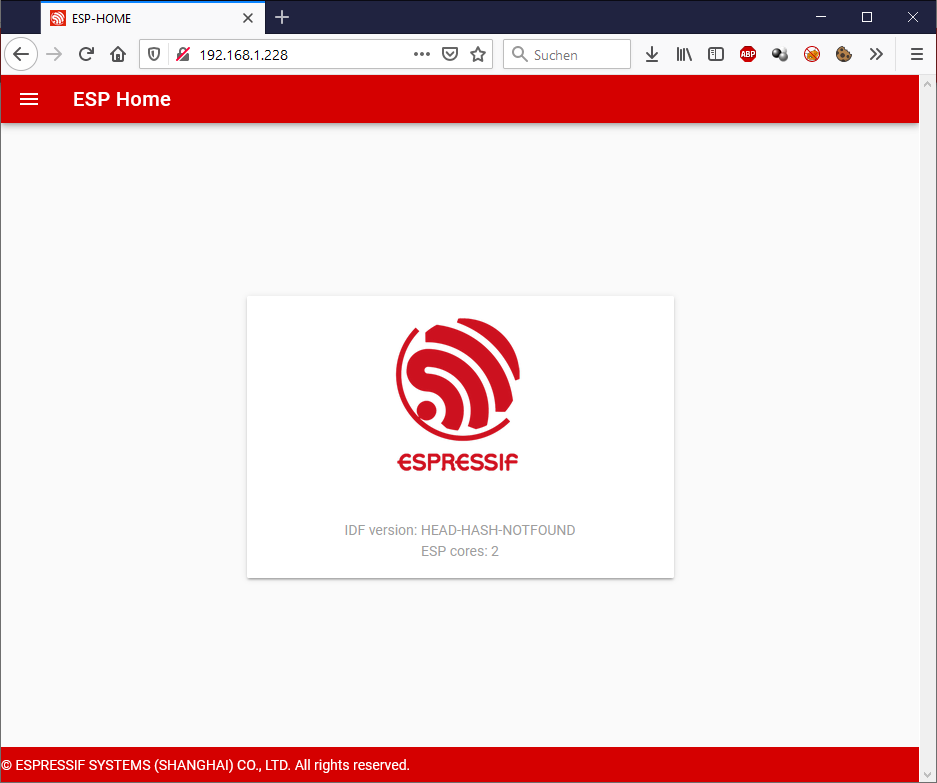 ESP-HOME
192.168.1.228
Suchen
ABP
ESP Home
ESPRESSIF
IDF version: HEAD-HASH-NOTFOUND
ESP cores: 2
© ESPRESSIF SYSTEMS (SHANGHAI) CO., LTD. All rights reserved.